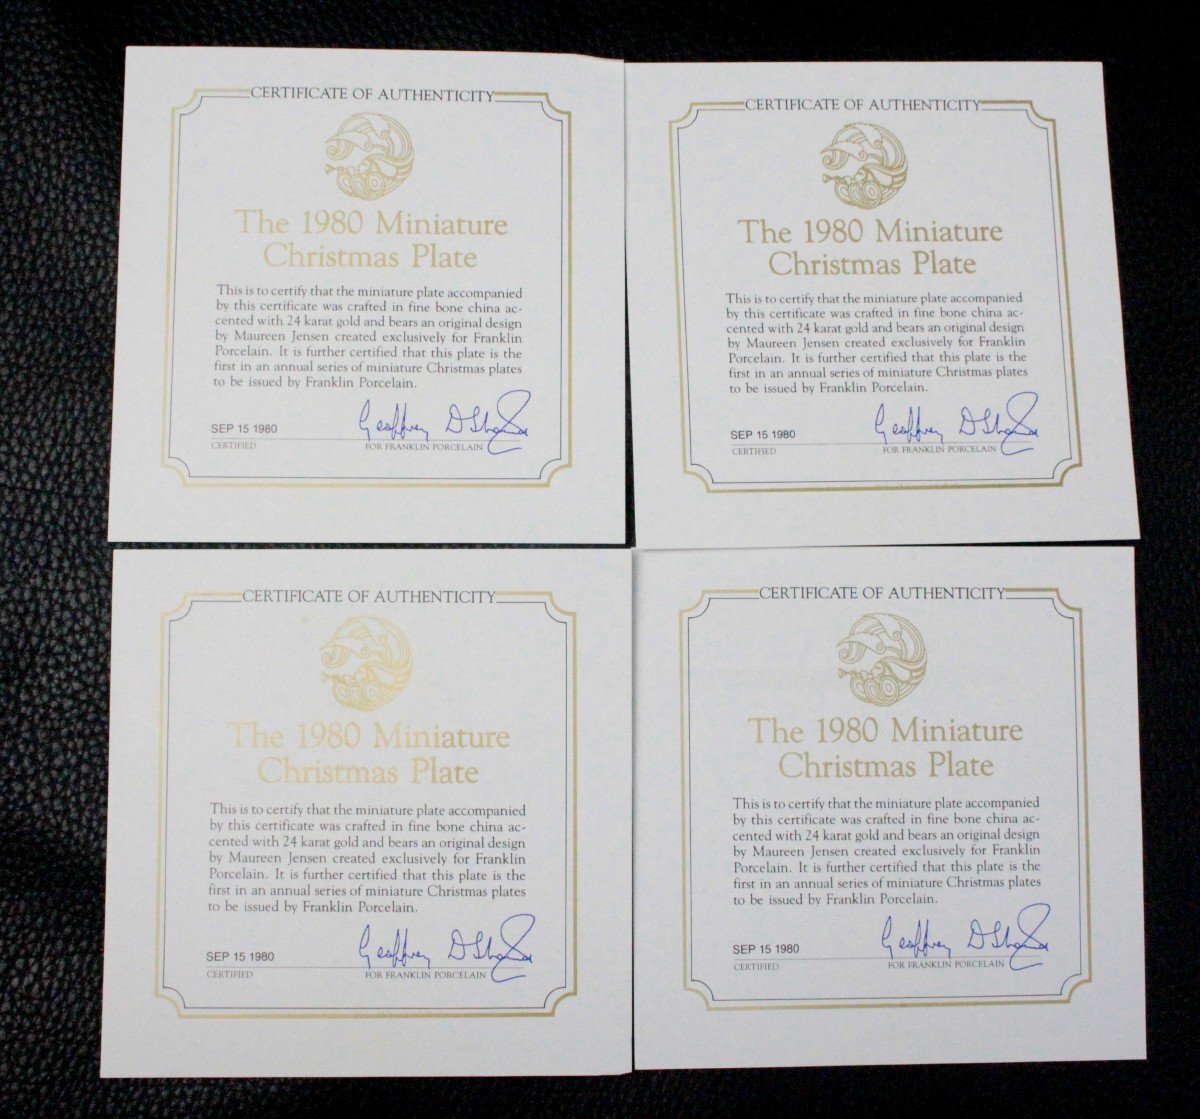 CERTIFICATE OF AUTHENTICITY
The 1980 Miniature
Christmas Plate
This is to certify that the miniature plate accompanied
by this certificate was crafted in fine bone china ac-
cented with 24 karat gold and bears an original design
by Maureen Jensen created exclusively for Franklin
Porcelain. It is further certified that this plate is the
first in an annual series of miniature Christmas plates
to be issued by Franklin Porcelain.
SEP 15 1980 Geoffrey
CERTIFIED FOR FRANKLIN PORCELAIN
CERTIFICATE OF AUTHENTICITY
The 1980 Miniature
Christmas Plate
This is to certify that the miniature plate accompanied
by this certificate was crafted in fine bone china ac-
cented with 24 karat gold and bears an original design
by Maureen Jensen created exclusively for Franklin
Porcelain. It is further certified that this plate is the
first in an annual series of miniature Christmas plates
to be issued by Franklin Porcelain.
SEP 15 1980 Geoffrey
CERTIFIED FOR FRANKLIN PORCELAIN
CERTIFICATE OF AUTHENTICITY
The 1980 Miniature
Christmas Plate
This is to certify that the miniature plate accompanied
by this certificate was crafted in fine bone china ac-
cented with 24 karat gold and bears an original design
by Maureen Jensen created exclusively for Franklin
Porcelain. It is further certified that this plate is the
first in an annual series of miniature Christmas plates
to be issued by Franklin Porcelain.
SEP 15 1980 Geoffrey
CERTIFIED FOR FRANKLIN PORCELAIN
CERTIFICATE OF AUTHENTICITY
The 1980 Miniature
Christmas Plate
This is to certify that the miniature plate accompanied
by this certificate was crafted in fine bone china ac-
cented with 24 karat gold and bears an original design
by Maureen Jensen created exclusively for Franklin
Porcelain. It is further certified that this plate is the
first in an annual series of miniature Christmas plates
to be issued by Franklin Porcelain.
SEP 15 1980 Geoffrey
CERTIFIED FOR FRANKLIN PORCELAIN